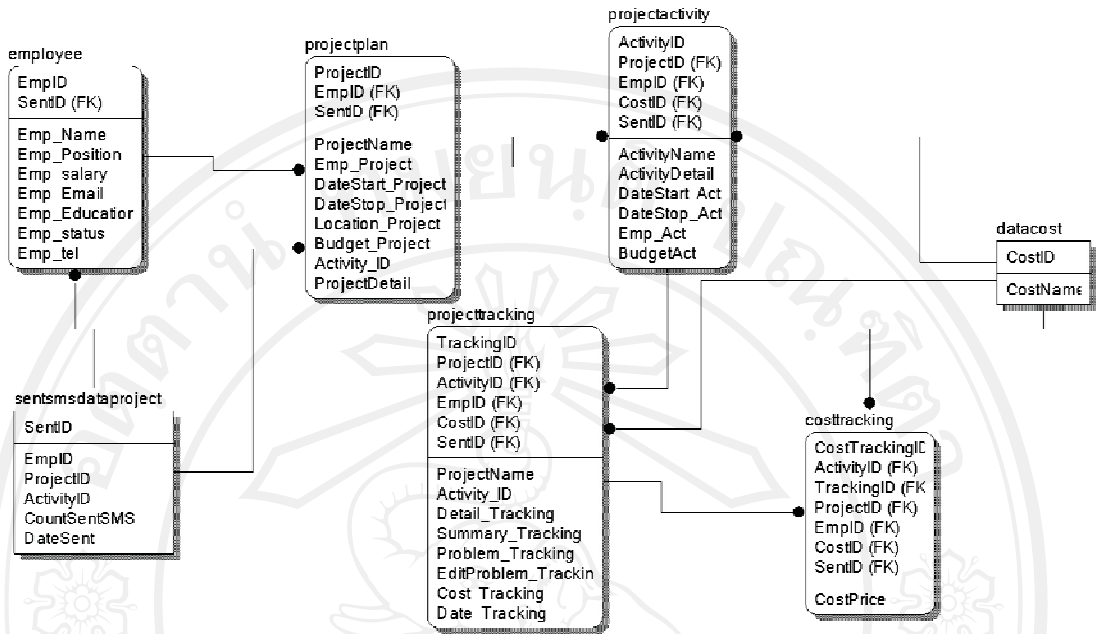 employee
EmpID
SentID (FK)
Emp_Name
Emp_Position
Emp_salary
Emp_Email
Emp_Education
Emp_status
Emp_tel
projectplan
ProjectID
EmpID (FK)
SentID (FK)
ProjectName
Emp_Project
DateStart_Project
DateStop_Project
Location_Project
Budget_Project
Activity_ID
ProjectDetail
projectactivity
ActivityID
ProjectID (FK)
EmpID (FK)
CostID (FK)
SentID (FK)
ActivityName
ActivityDetail
DateStart_Act
DateStop_Act
Emp_Act
BudgetAct
datacost
CostID
CostName
sentsmsdataproject
SentID
EmpID
ProjectID
ActivityID
CountSentSMS
DateSent
projecttracking
TrackingID
ProjectID (FK)
ActivityID (FK)
EmpID (FK)
CostID (FK)
SentID (FK)
ProjectName
Activity_ID
Detail_Tracking
Summary_Tracking
Problem_Tracking
EditProblem_Trackin
Cost_Tracking
Date_Tracking
costtracking
CostTrackingID
ActivityID (FK)
TrackingID (FK
ProjectID (FK)
EmpID (FK)
CostID (FK)
SentID (FK)
CostPrice